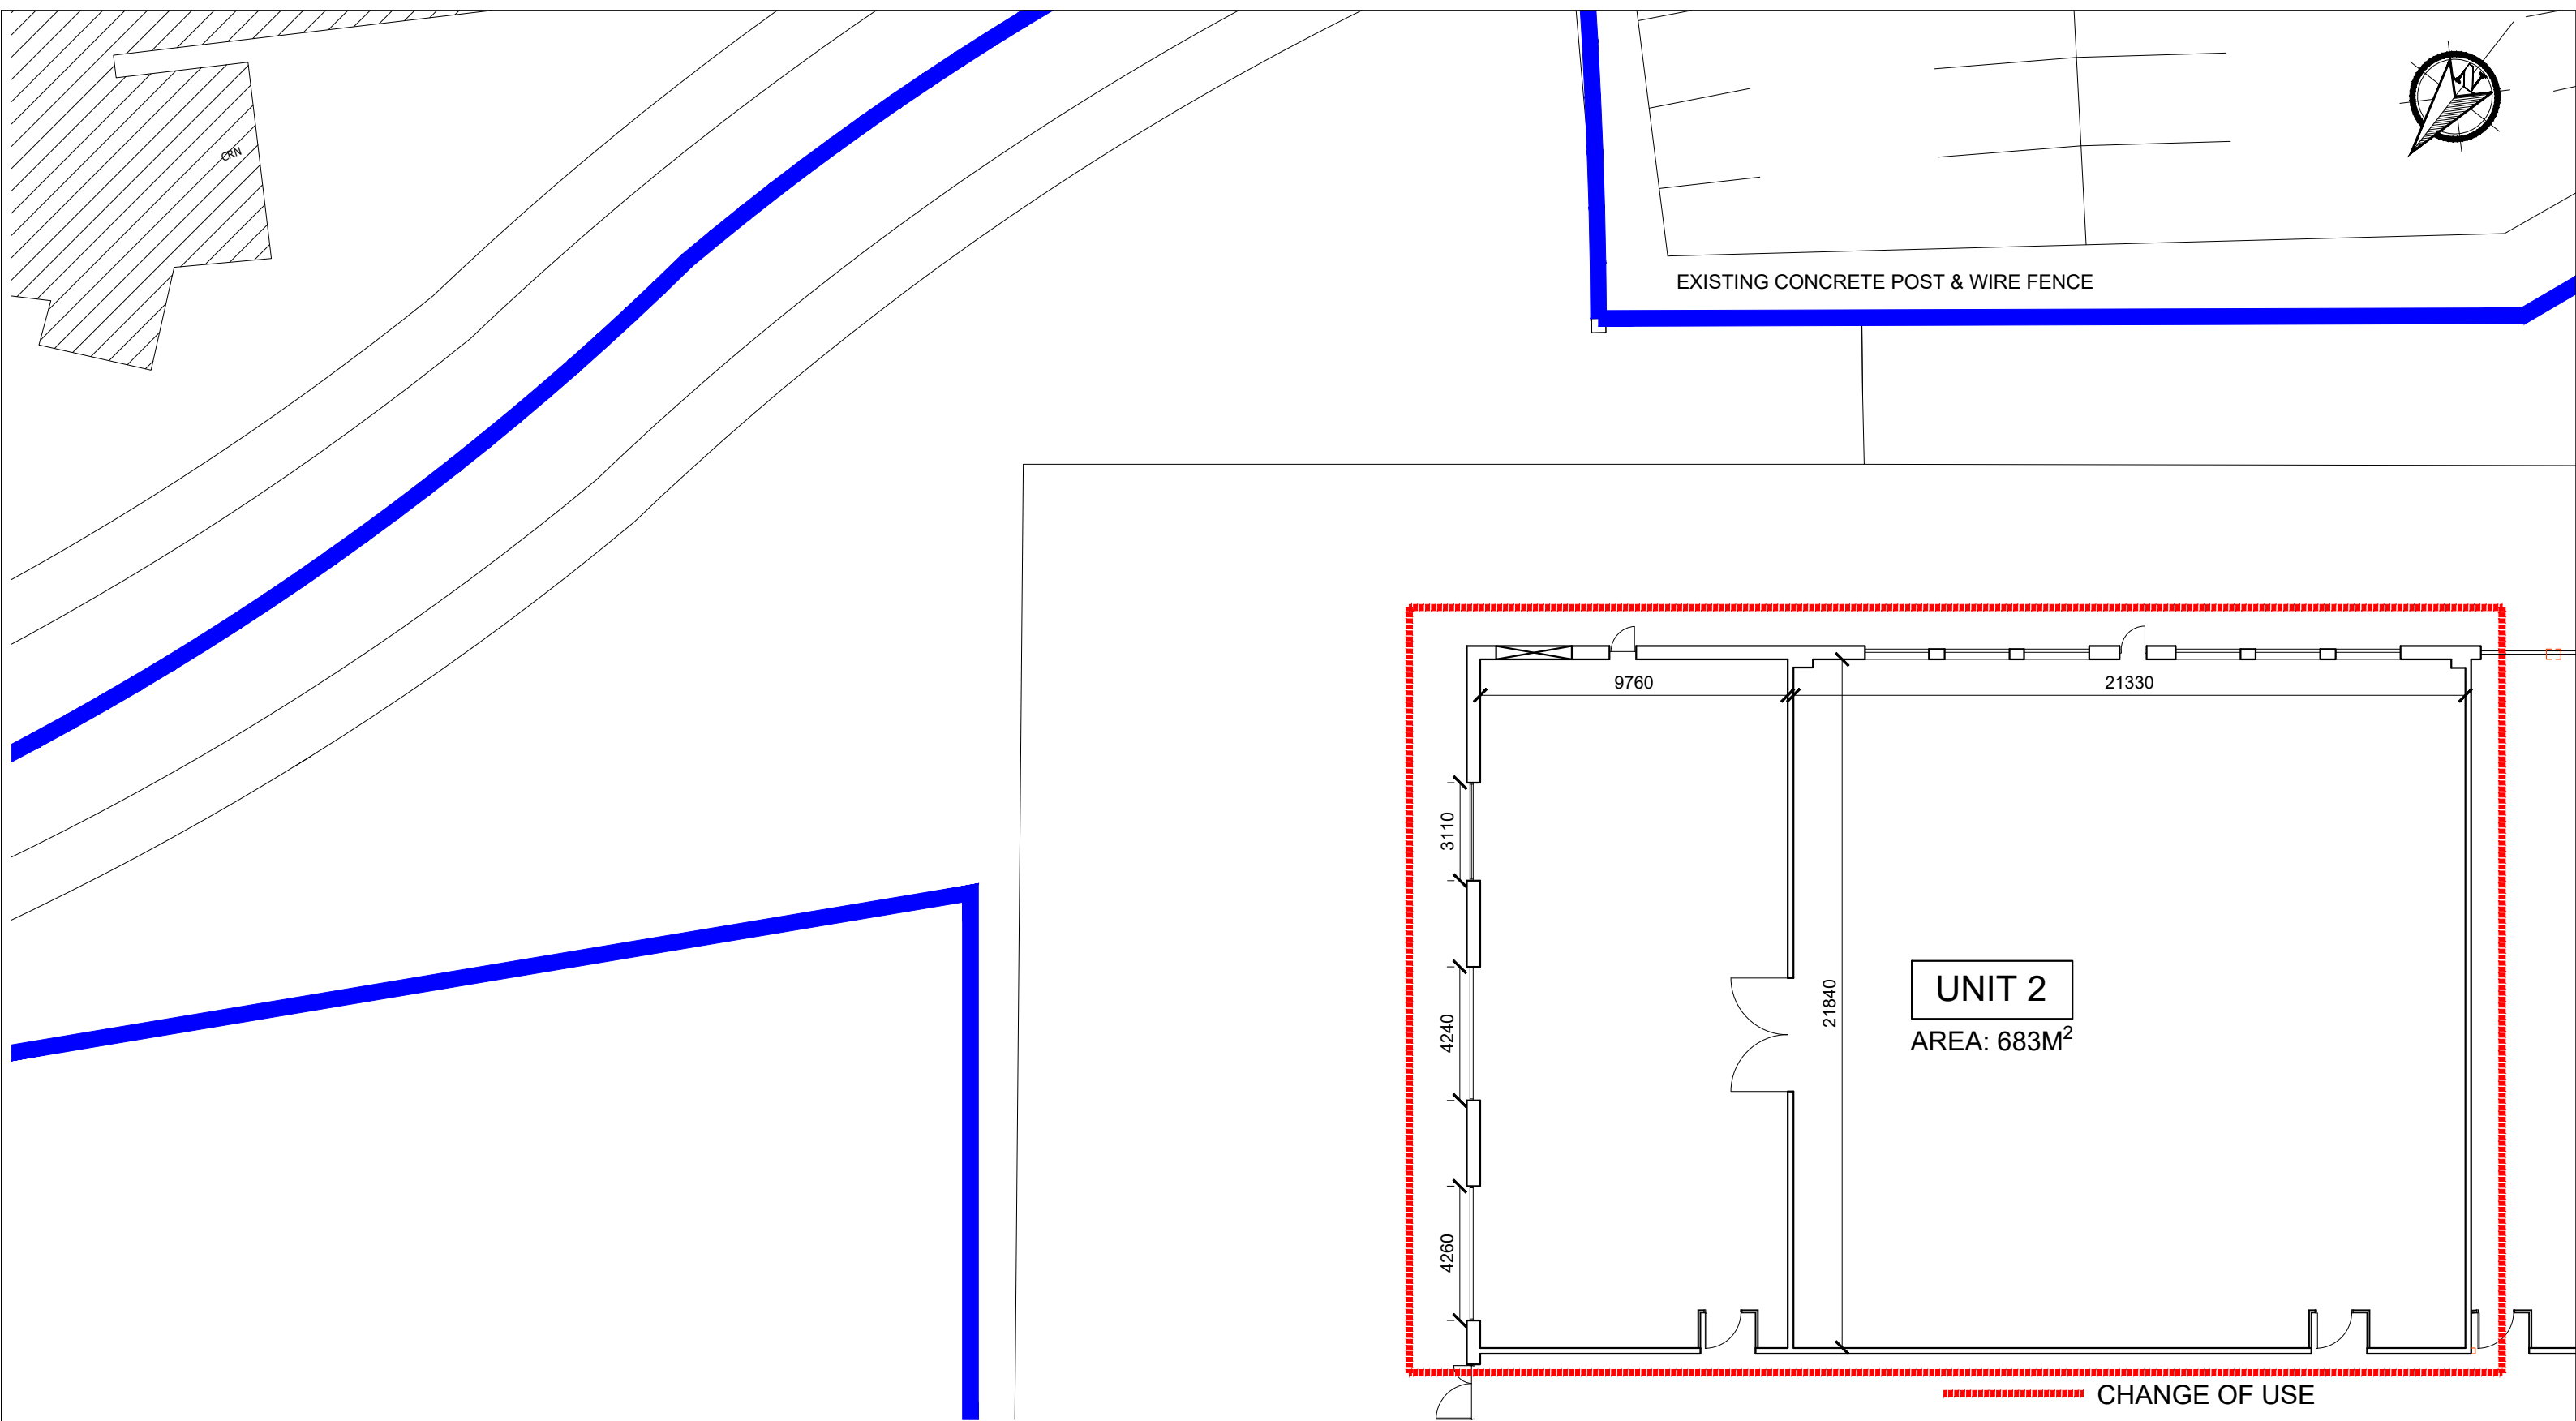 CRN
N
EXISTING CONCRETE POST & WIRE FENCE
9760
21330
3110
4240
4260
21840
UNIT 2
AREA: 683M²
CHANGE OF USE